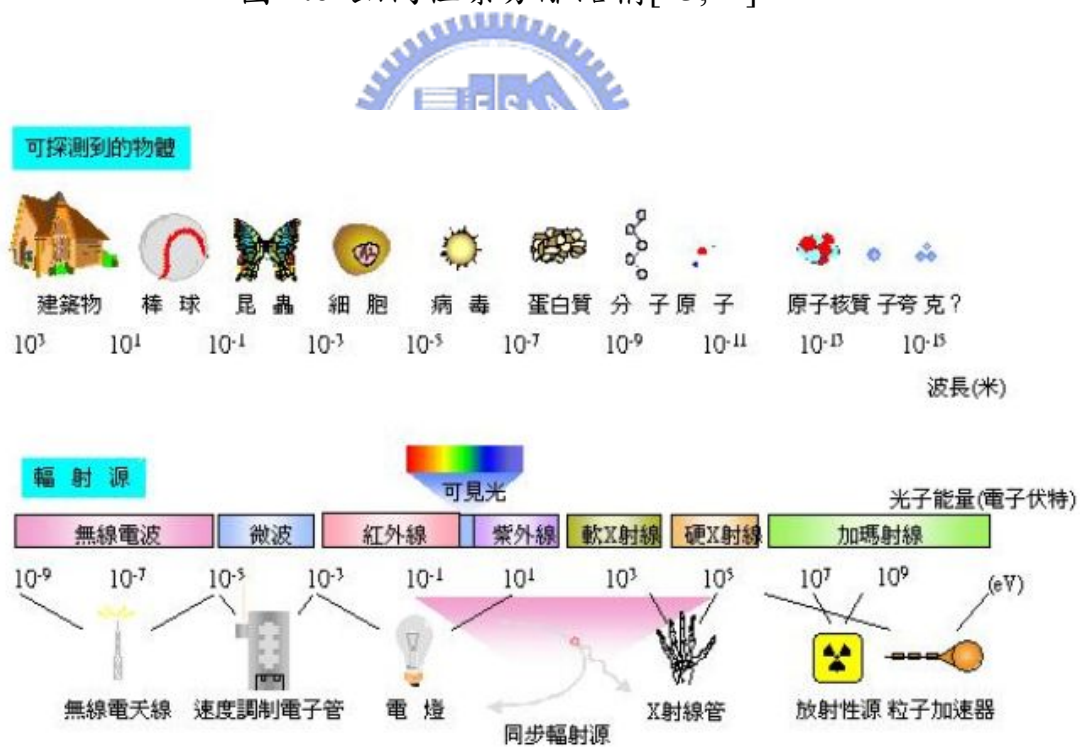 可探測到的物體
建築物 棒 球 昆 蟲 細 胞 病 毒 蛋白質 分 子 原 子 原子核 質 子 夸 克 ?
10³ 10¹ 10⁻¹ 10⁻³ 10⁻⁵ 10⁻⁷ 10⁻⁹ 10⁻¹¹ 10⁻¹³ 10⁻¹⁵
波長(米)
輻 射 源
可見光
光子能量(電子伏特)
無線電波 微波 紅外線 紫外線 軟X射線 硬X射線 加瑪射線
10⁻⁹ 10⁻⁷ 10⁻⁵ 10⁻³ 10⁻¹ 10¹ 10³ 10⁵ 10⁷ 10⁹ (eV)
無線電天線 速度調制電子管 電 燈 X射線管 放射性源 粒子加速器
同步輻射源